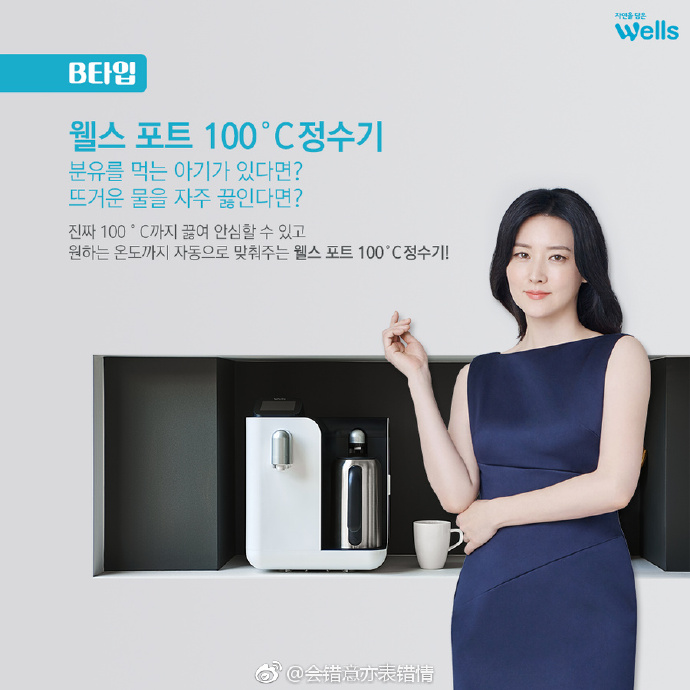 자연을 담은
Wells
B타입
웰스 포트 100˚C정수기
분유를 먹는 아기가 있다면?
뜨거운 물을 자주 끓인다면?
진짜 100˚C까지 끓여 안심할 수 있고
원하는 온도까지 자동으로 맞춰주는 웰스 포트 100˚C정수기!
@会错意亦表错情